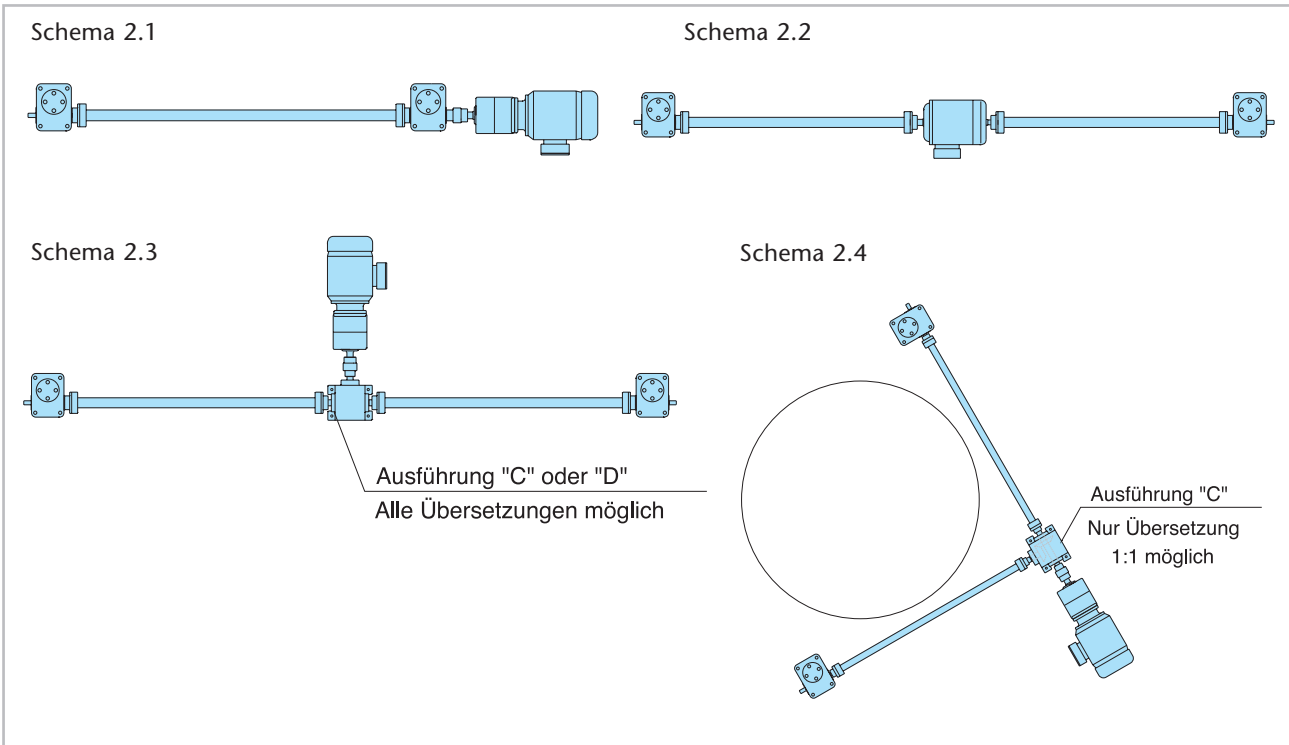 Schema 2.1
Schema 2.2
Schema 2.3
Ausführung "C" oder "D"
Alle Übersetzungen möglich
Schema 2.4
Ausführung "C"
Nur Übersetzung
1:1 möglich